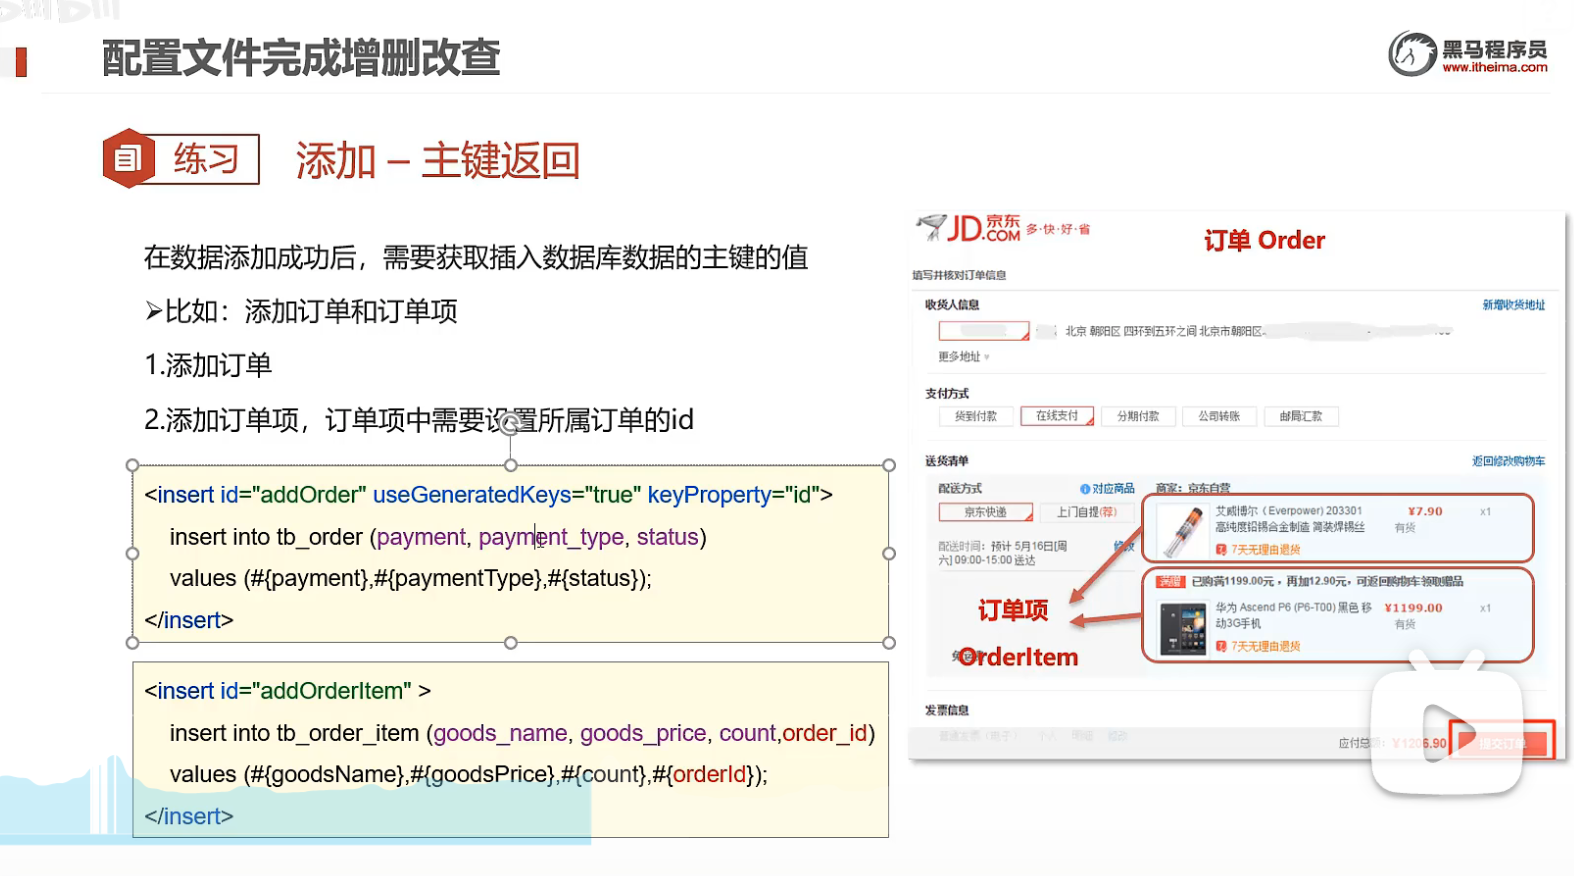 配置文件完成增删改查
黑马程序员
www.itheima.com
练习
添加 – 主键返回
在数据添加成功后，需要获取插入数据库数据的主键的值
➢比如：添加订单和订单项
1.添加订单
2.添加订单项，订单项中需要设置所属订单的id
<insert id="addOrder" useGeneratedKeys="true" keyProperty="id">
insert into tb_order (payment, payment_type, status)
values (#{payment},#{paymentType},#{status});
</insert>
<insert id="addOrderItem" >
insert into tb_order_item (goods_name, goods_price, count,order_id)
values (#{goodsName},#{goodsPrice},#{count},#{orderId});
</insert>
JD.COM 京东 多·快·好·省
订单 Order
填写并核对订单信息
收货人信息 新增收货地址
北京 朝阳区 四环到五环之间 北京市朝阳区
更多地址
支付方式
货到付款 在线支付 分期付款 公司转账 邮局汇款
送货清单 返回修改购物车
配送方式 对应商品 商家：京东自营
京东快递 上门自提(荐)
艾威博尔（Everpower) 203301 ¥7.90 x1
高纯度铅锡合金制造 简装焊锡丝 有货
7天无理由退货
配送时间：预计 5月16日[周 修改
六] 09:00-15:00 送达
满赠 已购满1199.00元，再加12.90元，可返回购物车领取赠品
订单项
华为 Ascend P6 (P6-T00) 黑色 移 ¥1199.00 x1
动3G手机 有货
7天无理由退货
OrderItem
发票信息
普通发票（电子） 个人 明细 修改
应付总额：¥1206.90 提交订单